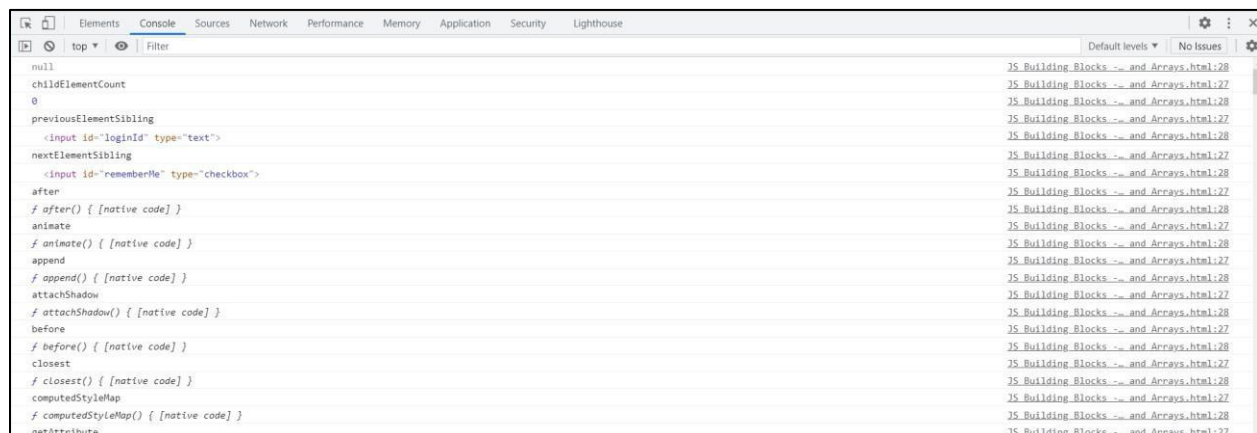 Elements Console Sources Network Performance Memory Application Security Lighthouse
top Filter Default levels No Issues
null JS Building Blocks -… and Arrays.html:28
childElementCount JS Building Blocks -… and Arrays.html:27
0 JS Building Blocks -… and Arrays.html:28
previousElementSibling JS Building Blocks -… and Arrays.html:27
<input id="loginId" type="text"> JS Building Blocks -… and Arrays.html:28
nextElementSibling JS Building Blocks -… and Arrays.html:27
<input id="rememberMe" type="checkbox"> JS Building Blocks -… and Arrays.html:28
after JS Building Blocks -… and Arrays.html:27
ƒ after() { [native code] } JS Building Blocks -… and Arrays.html:28
animate JS Building Blocks -… and Arrays.html:27
ƒ animate() { [native code] } JS Building Blocks -… and Arrays.html:28
append JS Building Blocks -… and Arrays.html:27
ƒ append() { [native code] } JS Building Blocks -… and Arrays.html:28
attachShadow JS Building Blocks -… and Arrays.html:27
ƒ attachShadow() { [native code] } JS Building Blocks -… and Arrays.html:28
before JS Building Blocks -… and Arrays.html:27
ƒ before() { [native code] } JS Building Blocks -… and Arrays.html:28
closest JS Building Blocks -… and Arrays.html:27
ƒ closest() { [native code] } JS Building Blocks -… and Arrays.html:28
computedStyleMap JS Building Blocks -… and Arrays.html:27
ƒ computedStyleMap() { [native code] } JS Building Blocks -… and Arrays.html:28
getAttribute JS Building Blocks -… and Arrays.html:27